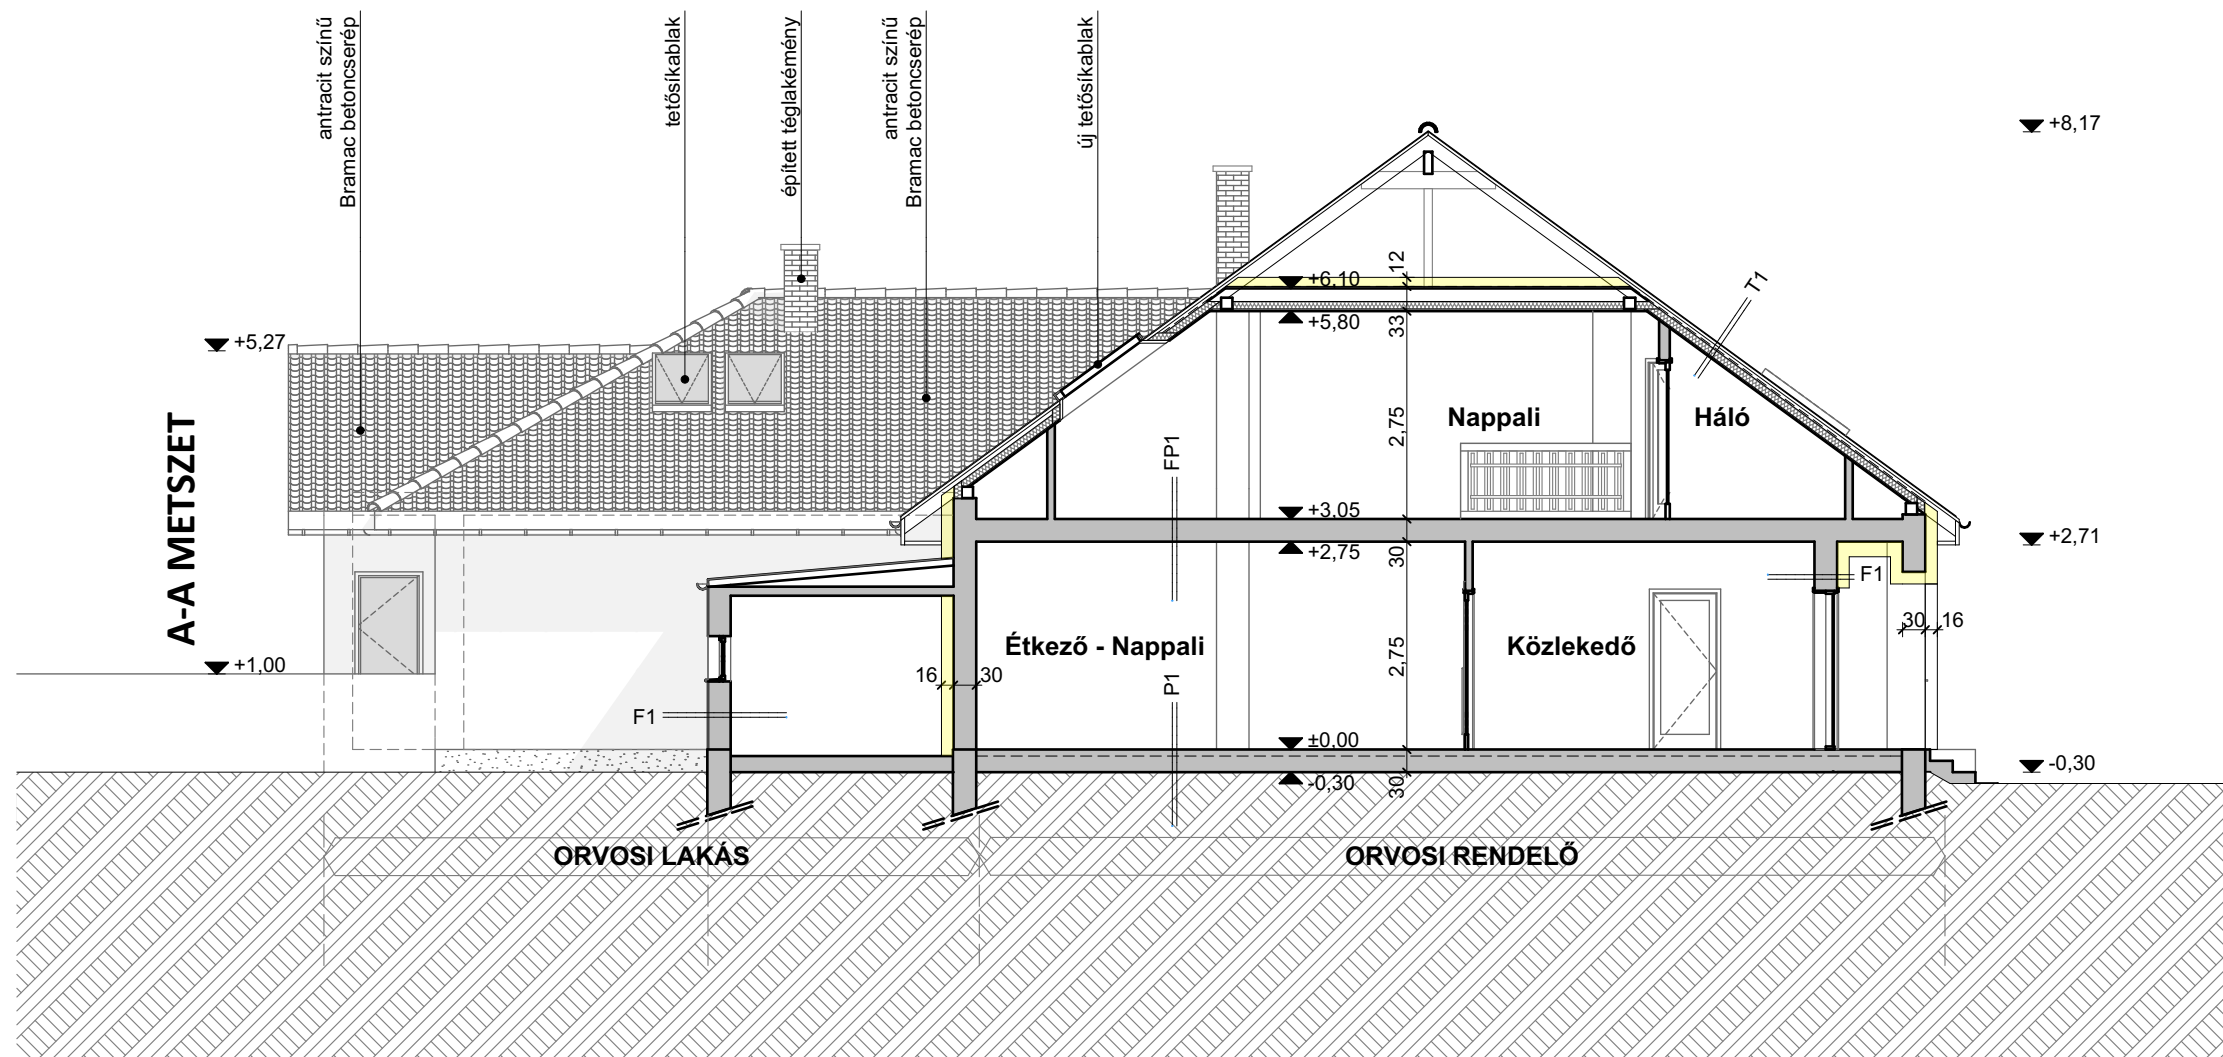 antracit színű
Bramac betoncserép
tetősíkablak
épített téglakémény
antracit színű
Bramac betoncserép
új tetősíkablak
+8,17
12
+6,10
T1
+5,80
33
+5,27
A-A METSZET
Nappali
Háló
2,75
FP1
+3,05
+2,75
30
+2,71
F1
30
16
Étkező - Nappali
Közlekedő
2,75
+1,00
16
30
P1
F1
±0,00
-0,30
-0,30
30
ORVOSI LAKÁS
ORVOSI RENDELŐ